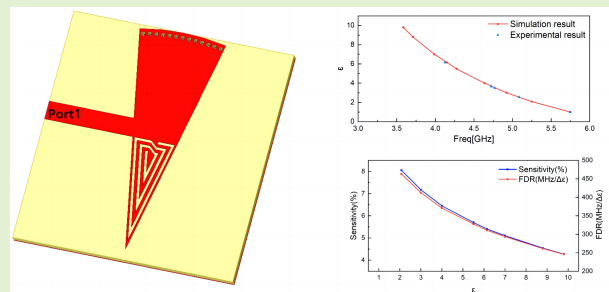 Port1
10
8
6
4
2
0
ε
Simulation result
Experimental result
3.0 3.5 4.0 4.5 5.0 5.5 6.0
Freq[GHz]
8
7
6
5
4
Sensitivity(%)
Sensitivity(%)
FDR(MHz/Δε)
500
450
400
350
300
250
200
FDR(MHz/Δε)
1 2 3 4 5 6 7 8 9 10
ε